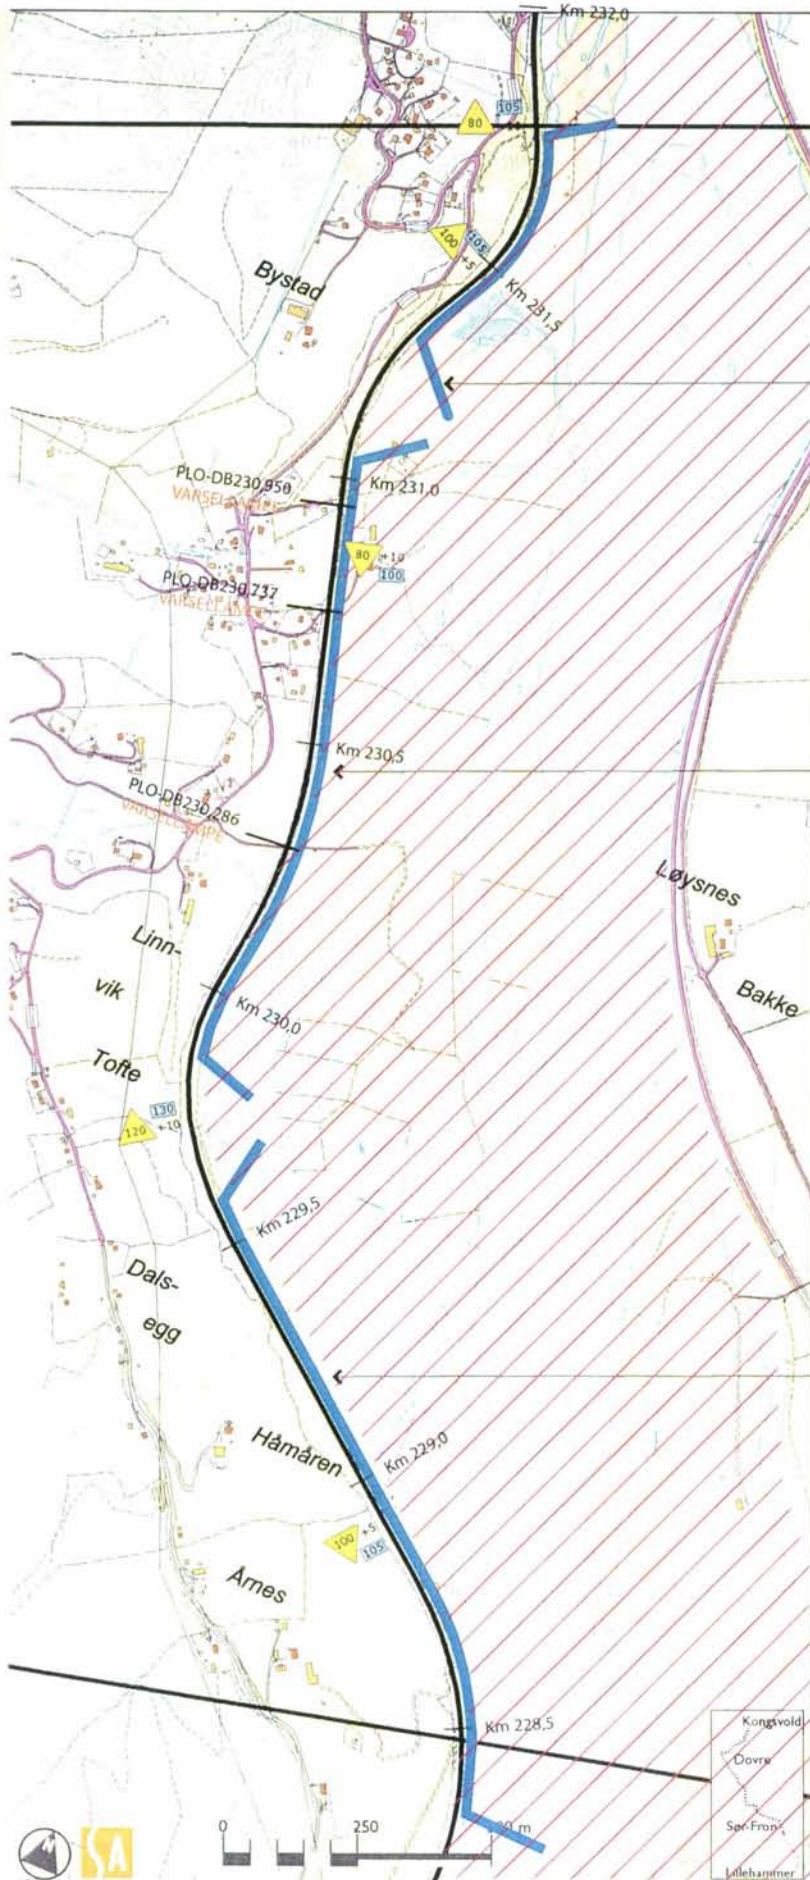 Km 232,0
105
80
100
+5
105
Bystad
Km 231,5
PLO-DB230,950
VARSELLAMPE
Km 231,0
80
+10
100
PLO-DB230,737
VARSELLAMPE
Km 230,5
PLO-DB230,286
VARSELLAMPE
Løysnes
Bakke
Linn-
vik
Km 230,0
Tofte
130
120
+10
Km 229,5
Dals-
egg
Håmåren
Km 229,0
100
+5
105
Årnes
Km 228,5
Kongsvold
Dovre
Sør-Fron
Lillehammer
0
250
m
SA